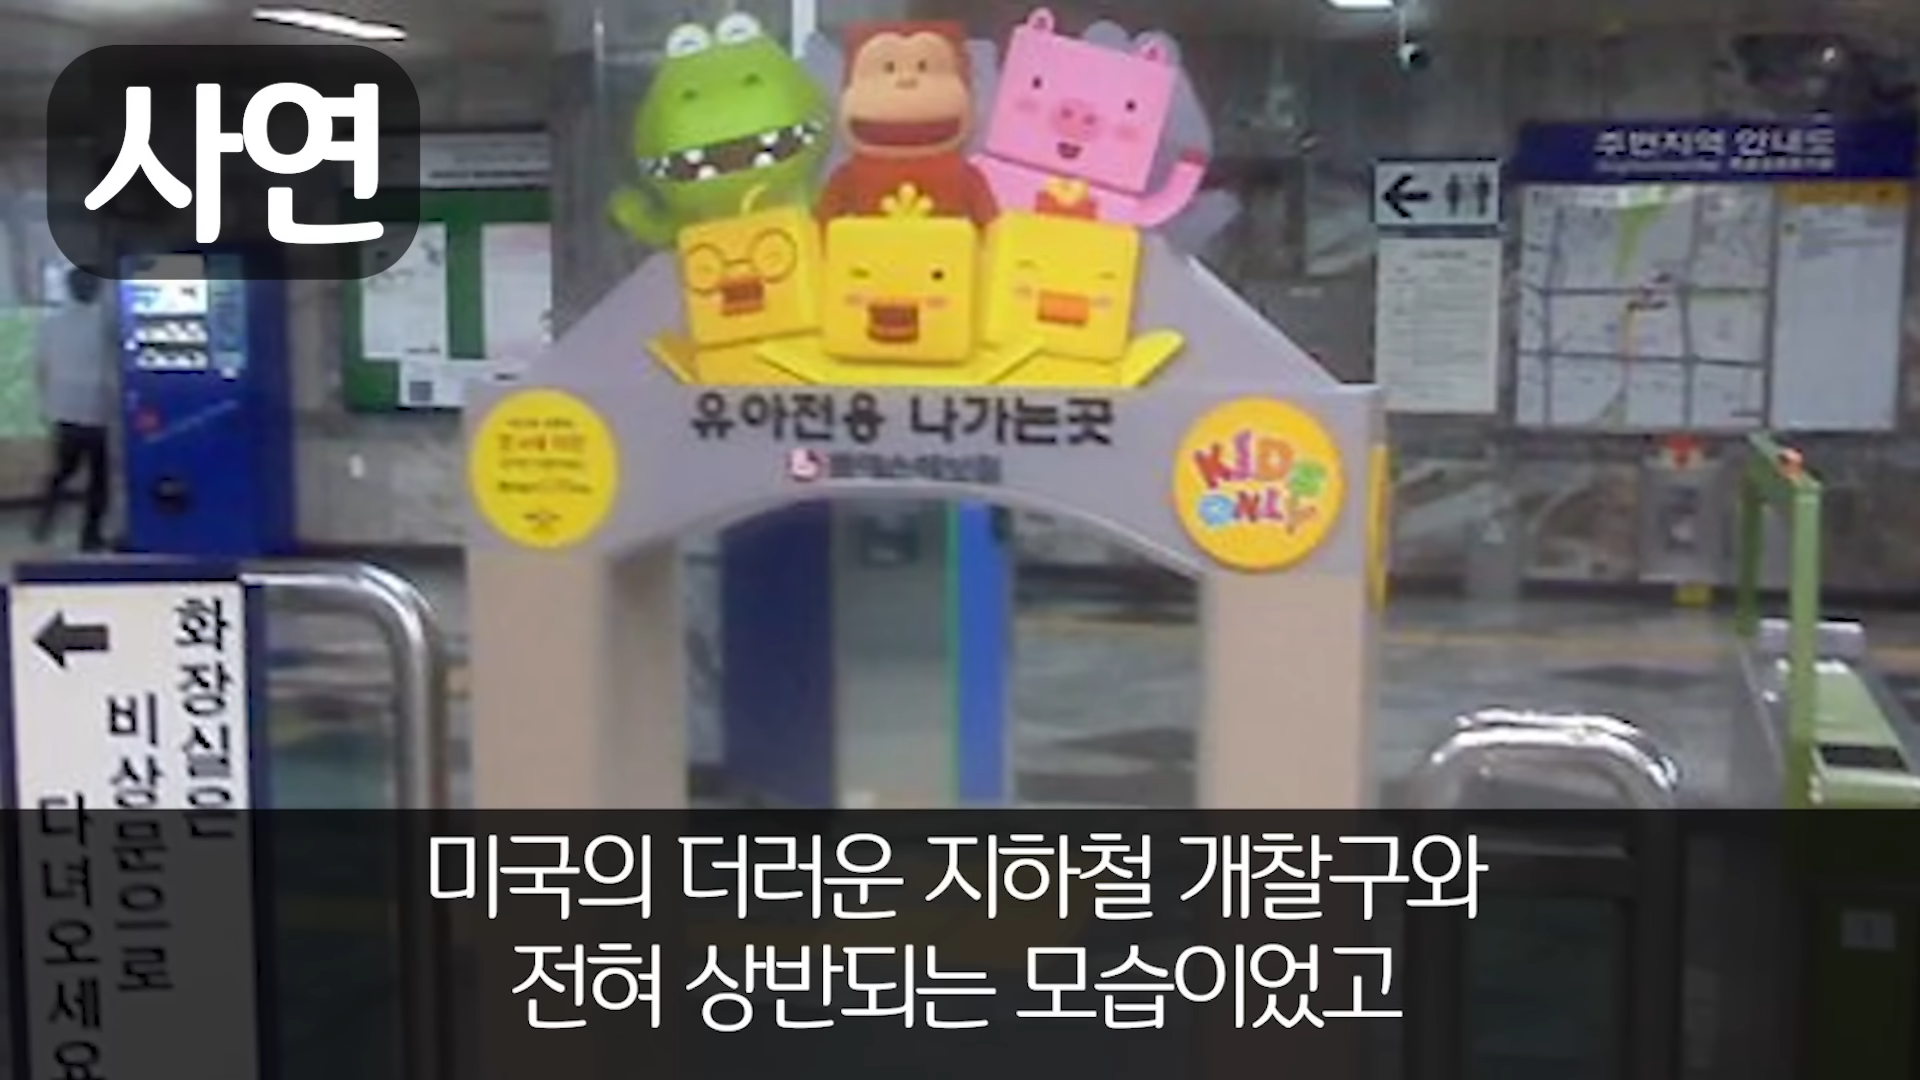 사연
주변지역 안내도
유아전용 나가는곳
KIDS
ONLY
화장실은
비상문으로
다녀오세요
미국의 더러운 지하철 개찰구와
전혀 상반되는 모습이었고